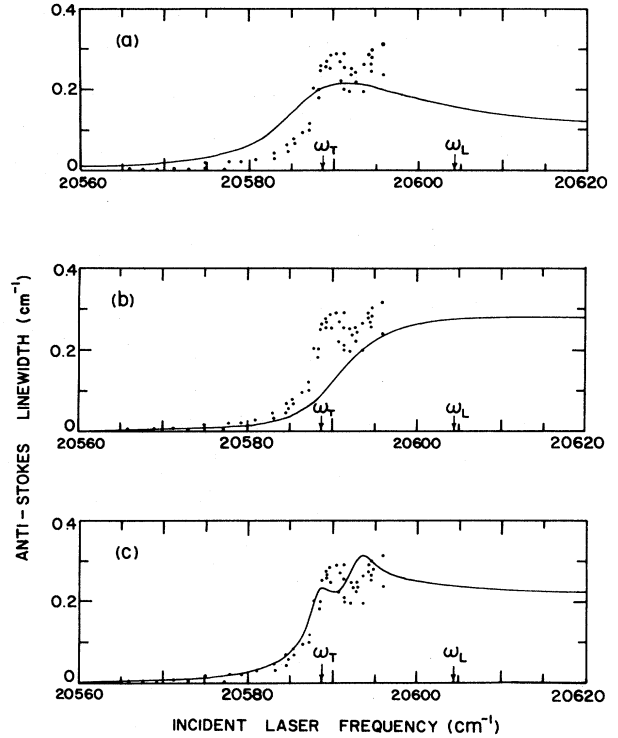 0.4
(a)
0.2
0
ω_T
ω_L
20560
20580
20600
20620
0.4
(b)
0.2
0
ω_T
ω_L
20560
20580
20600
20620
0.4
(c)
0.2
0
ω_T
ω_L
20560
20580
20600
20620
ANTI-STOKES LINEWIDTH (cm⁻¹)
INCIDENT LASER FREQUENCY (cm⁻¹)